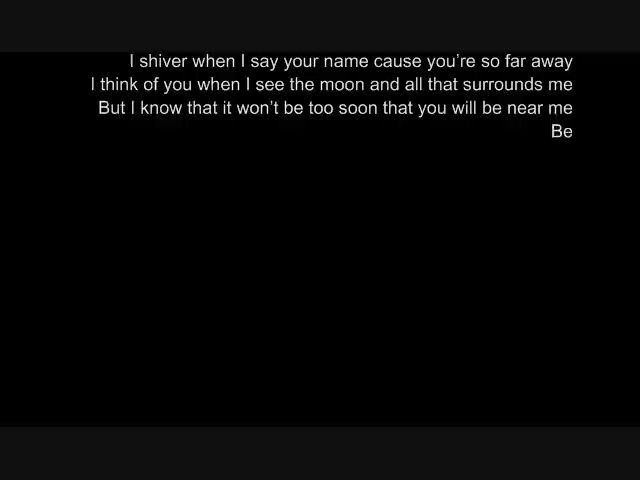 I shiver when I say your name cause you’re so far away
I think of you when I see the moon and all that surrounds me
But I know that it won’t be too soon that you will be near me
Be